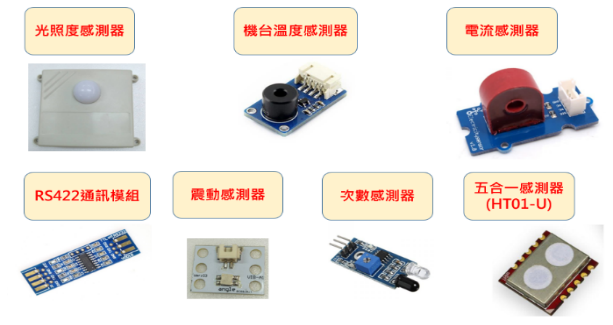 光照度感測器
機台溫度感測器
電流感測器
RS422通訊模組
震動感測器
次數感測器
五合一感測器
(HT01-U)